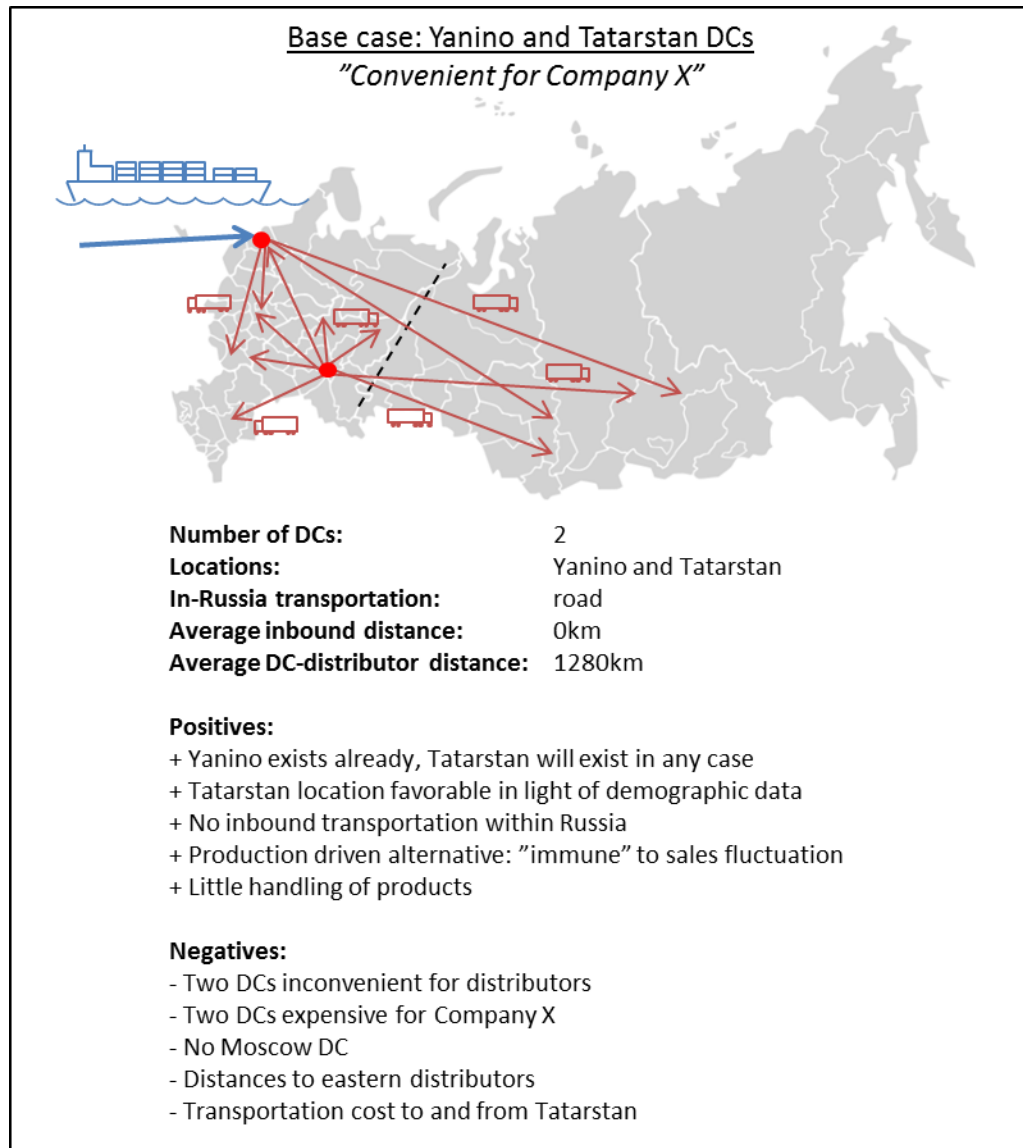 Base case: Yanino and Tatarstan DCs
”Convenient for Company X”
Number of DCs: 2
Locations: Yanino and Tatarstan
In-Russia transportation: road
Average inbound distance: 0km
Average DC-distributor distance: 1280km
Positives:
+ Yanino exists already, Tatarstan will exist in any case
+ Tatarstan location favorable in light of demographic data
+ No inbound transportation within Russia
+ Production driven alternative: ”immune” to sales fluctuation
+ Little handling of products
Negatives:
- Two DCs inconvenient for distributors
- Two DCs expensive for Company X
- No Moscow DC
- Distances to eastern distributors
- Transportation cost to and from Tatarstan